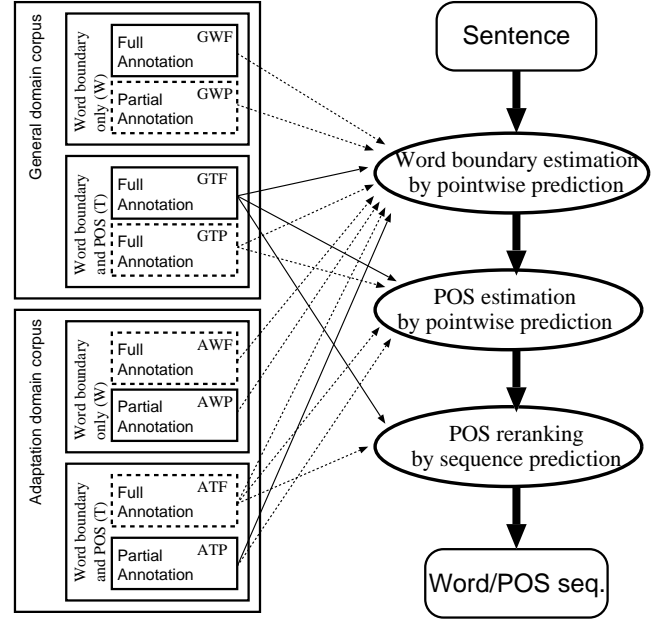 General domain corpus
Word boundary
only (W)
Full
Annotation
GWF
Partial
Annotation
GWP
Word boundary
and POS (T)
Full
Annotation
GTF
Full
Annotation
GTP
Adaptation domain corpus
Word boundary
only (W)
Full
Annotation
AWF
Partial
Annotation
AWP
Word boundary
and POS (T)
Full
Annotation
ATF
Partial
Annotation
ATP
Sentence
Word boundary estimation
by pointwise prediction
POS estimation
by pointwise prediction
POS reranking
by sequence prediction
Word/POS seq.